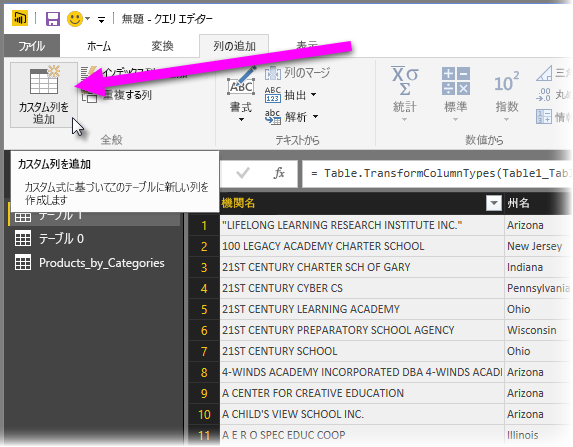 無題 - クエリ エディター
ファイル ホーム 変換 列の追加 表示
カスタム列を
追加
インデックス列
重複する列
全般
ABC
書式
列のマージ
ABC
123
抽出
abc
解析
テキストから
Χσ
統計
標準
10²
指数
三角
丸め
情報
数値から
カスタム列を追加
カスタム式に基づいてこのテーブルに新しい列を
作成します
fx
= Table.TransformColumnTypes(Table1_Tabl
テーブル 1
テーブル 0
Products_by_Categories
機関名 州名
1 "LIFELONG LEARNING RESEARCH INSTITUTE INC." Arizona
2 100 LEGACY ACADEMY CHARTER SCHOOL New Jersey
3 21ST CENTURY CHARTER SCH OF GARY Indiana
4 21ST CENTURY CYBER CS Pennsylvania
5 21ST CENTURY LEARNING ACADEMY Ohio
6 21ST CENTURY PREPARATORY SCHOOL AGENCY Wisconsin
7 21ST CENTURY SCHOOL Ohio
8 4-WINDS ACADEMY INCORPORATED DBA 4-WINDS ACADI Arizona
9 A CENTER FOR CREATIVE EDUCATION Arizona
10 A CHILD'S VIEW SCHOOL INC. Arizona
11 A E R O SPEC EDUC COOP Illinois